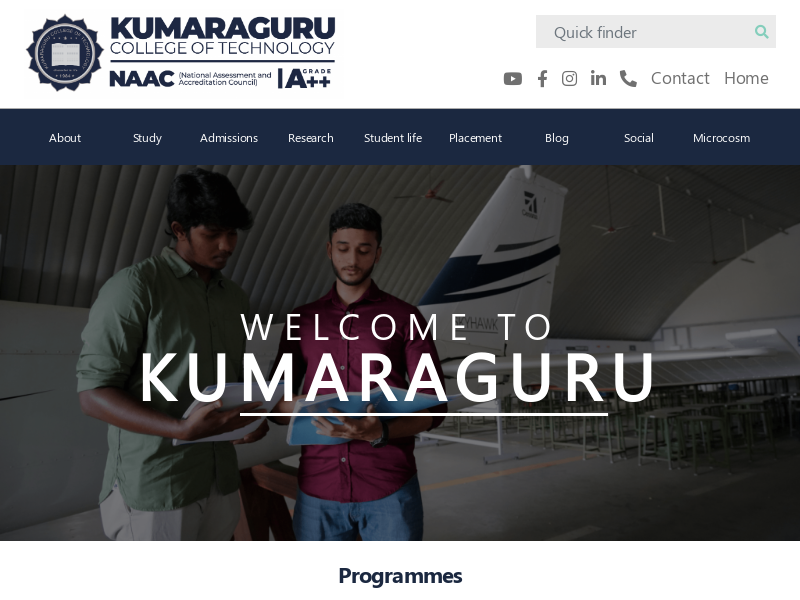 KUMARAGURU
COLLEGE OF TECHNOLOGY
NAAC (National Assessment and Accreditation Council) A++ GRADE
Quick finder
Contact Home
About Study Admissions Research Student life Placement Blog Social Microcosm
WELCOME TO
KUMARAGURU
Programmes